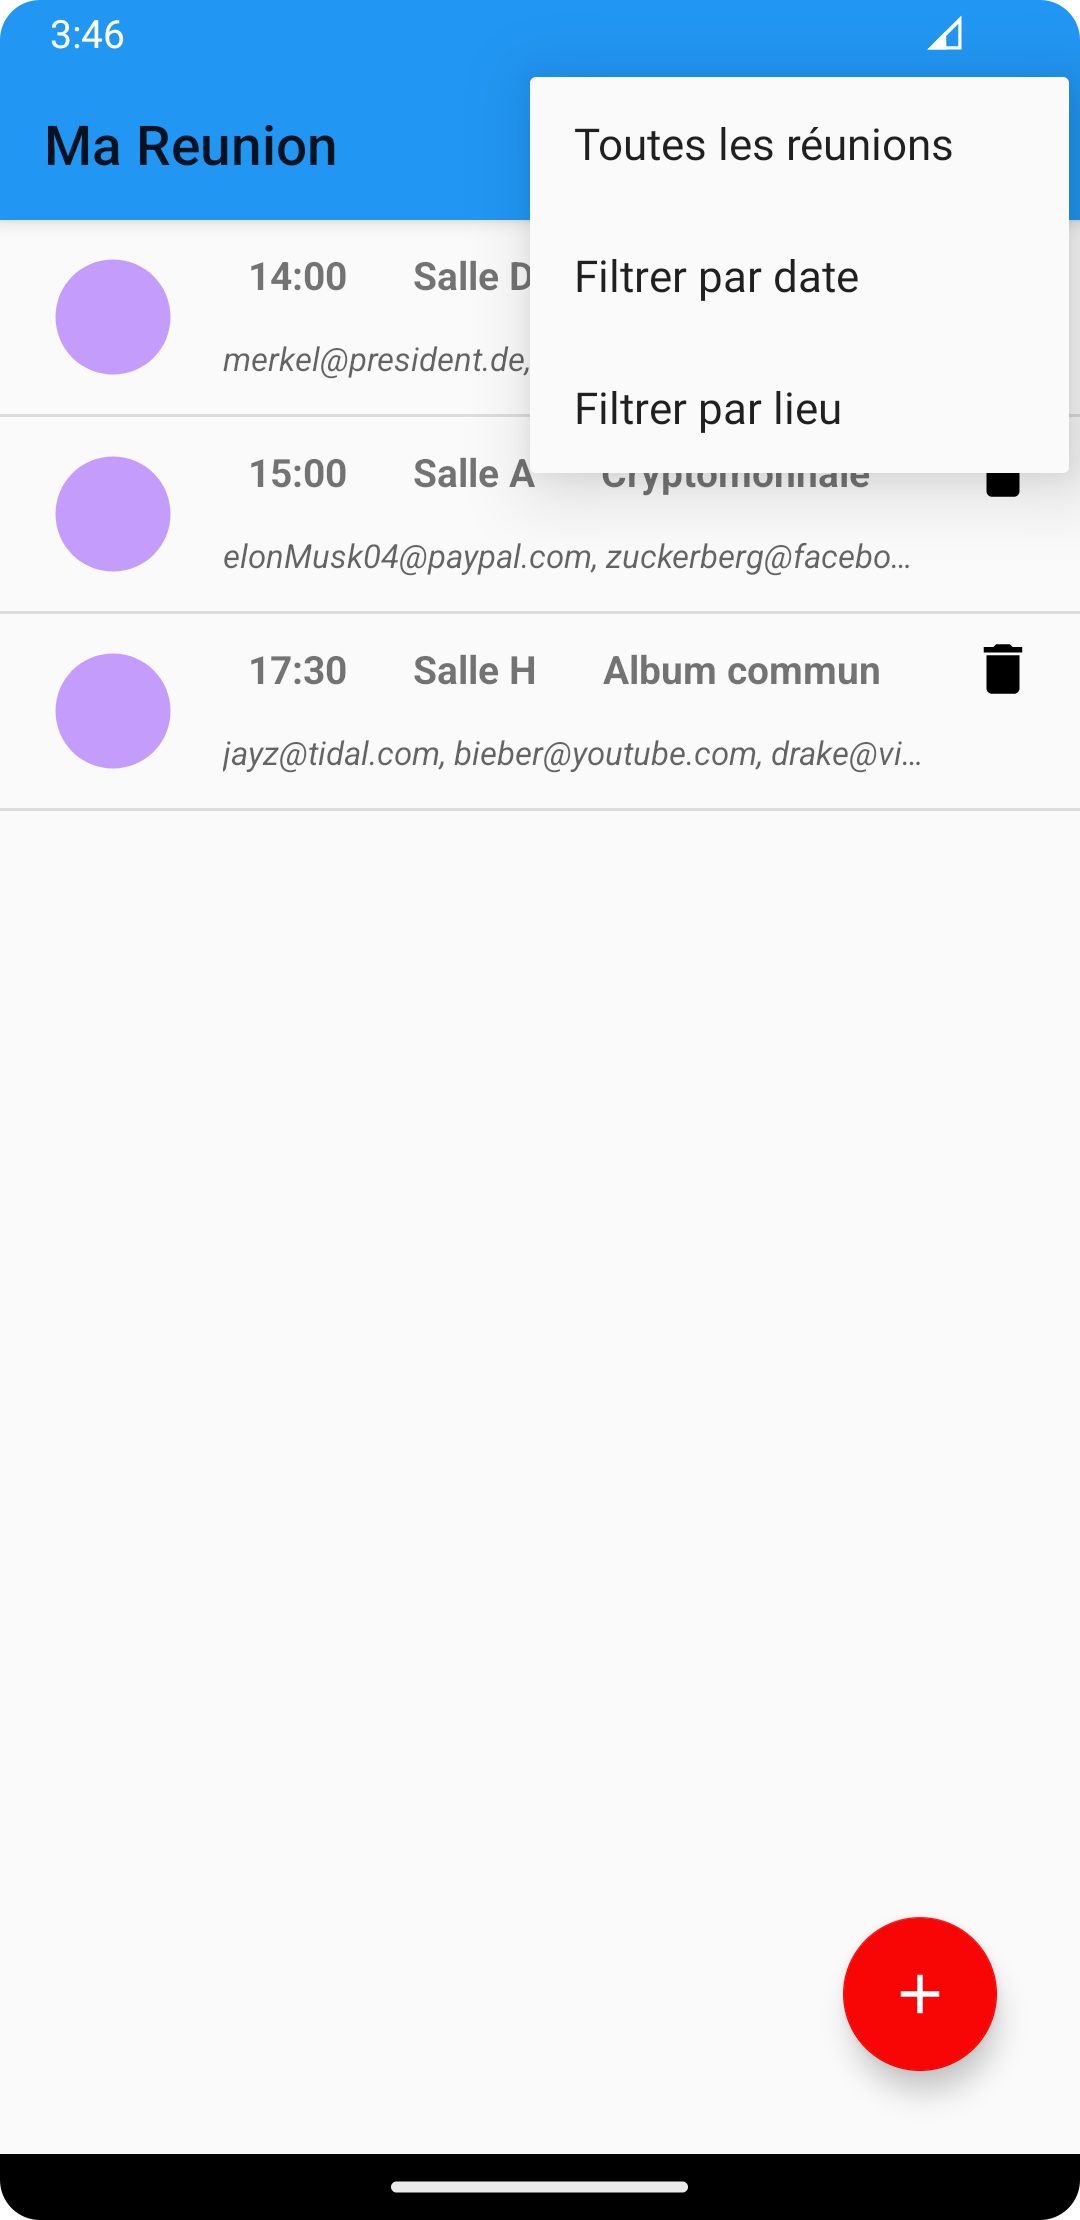 3:46
Ma Reunion
Toutes les réunions
Filtrer par date
Filtrer par lieu
14:00 Salle D
merkel@president.de,
15:00 Salle A Cryptomonnaie
elonMusk04@paypal.com, zuckerberg@facebo...
17:30 Salle H Album commun
jayz@tidal.com, bieber@youtube.com, drake@vi...